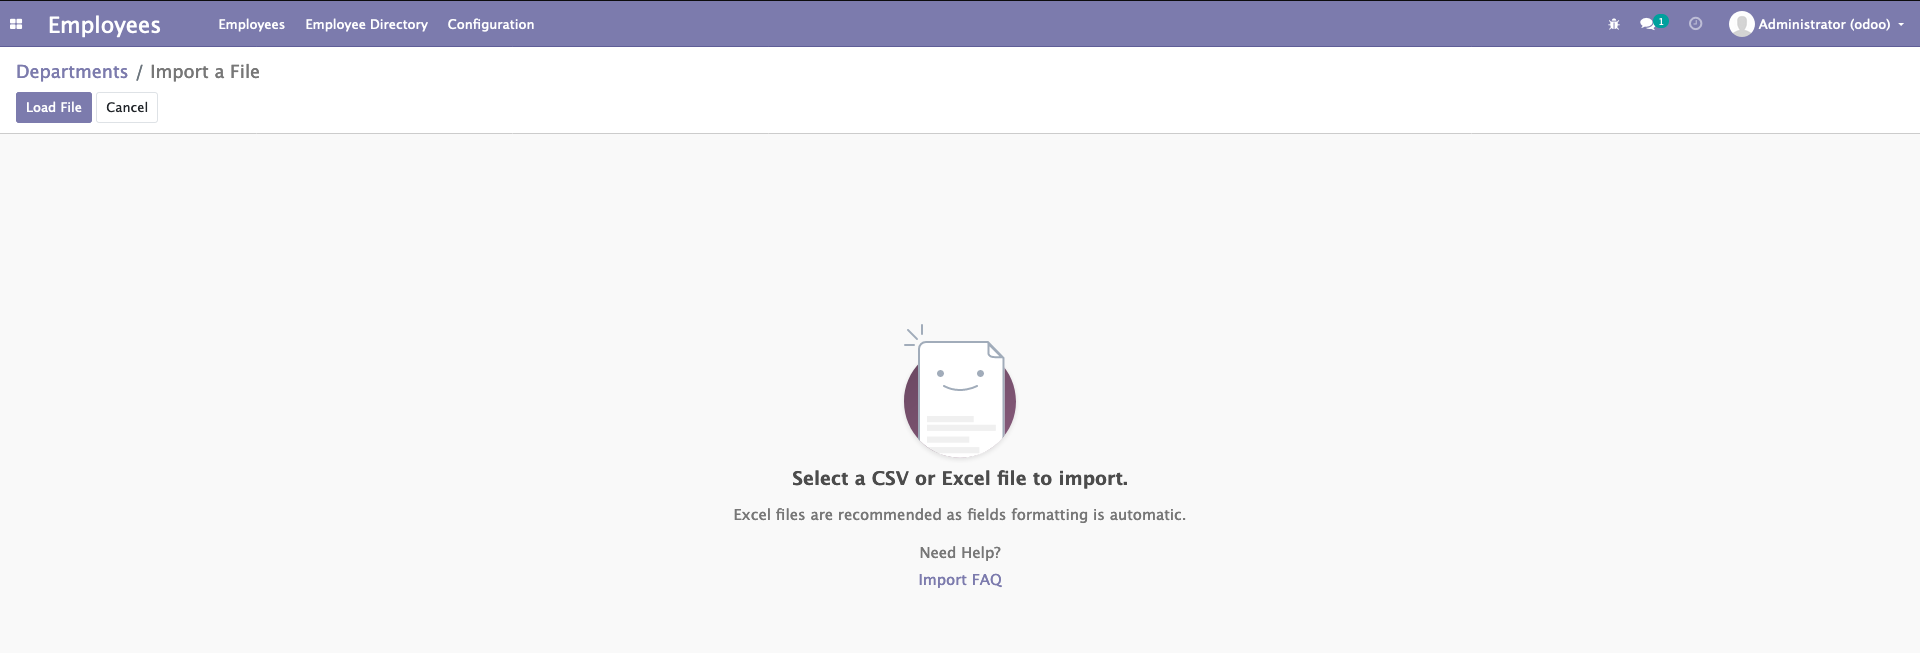 Employees Employees Employee Directory Configuration 1 Administrator (odoo)
Departments / Import a File
Load File Cancel
Select a CSV or Excel file to import.
Excel files are recommended as fields formatting is automatic.
Need Help?
Import FAQ